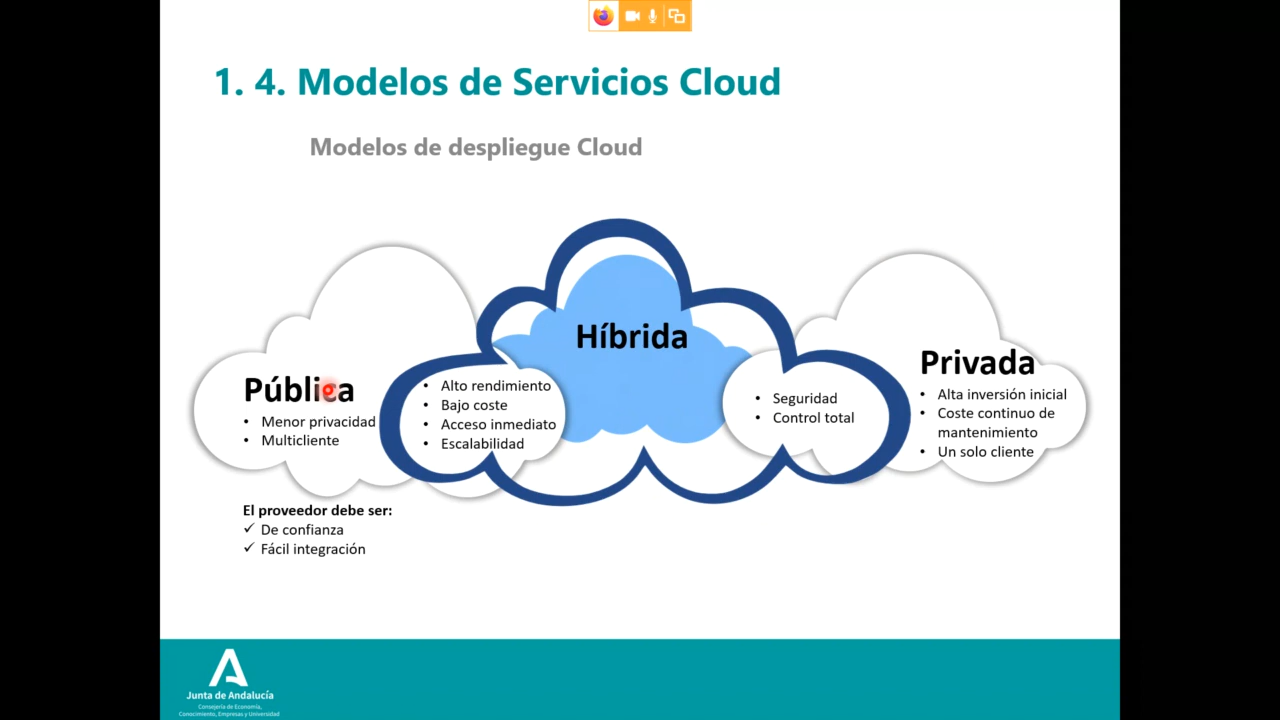 1. 4. Modelos de Servicios Cloud
Modelos de despliegue Cloud
Pública
• Menor privacidad
• Multicliente
• Alto rendimiento
• Bajo coste
• Acceso inmediato
• Escalabilidad
Híbrida
• Seguridad
• Control total
Privada
• Alta inversión inicial
• Coste continuo de
mantenimiento
• Un solo cliente
El proveedor debe ser:
✓ De confianza
✓ Fácil integración
Junta de Andalucía
Consejería de Economía,
Conocimiento, Empresas y Universidad